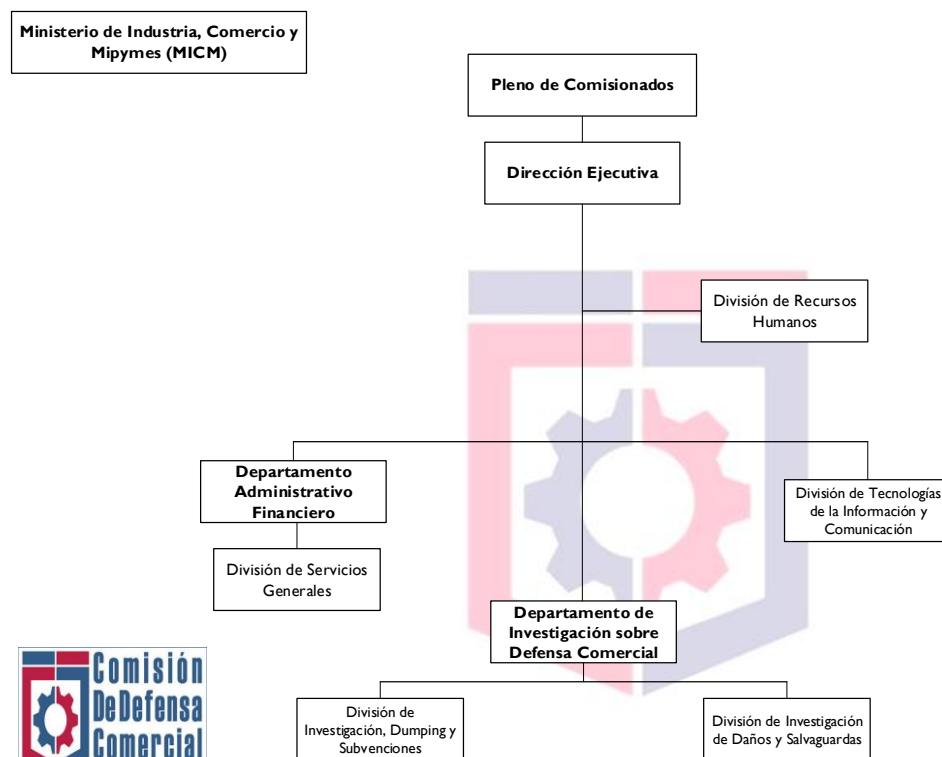 Ministerio de Industria, Comercio y
Mipymes (MICM)
Pleno de Comisionados
Dirección Ejecutiva
División de Recursos
Humanos
Departamento
Administrativo
Financiero
División de Tecnologías
de la Información y
Comunicación
División de Servicios
Generales
Departamento de
Investigación sobre
Defensa Comercial
División de
Investigación, Dumping y
Subvenciones
División de Investigación
de Daños y Salvaguardas
Comisión
DeDefensa
Comercial